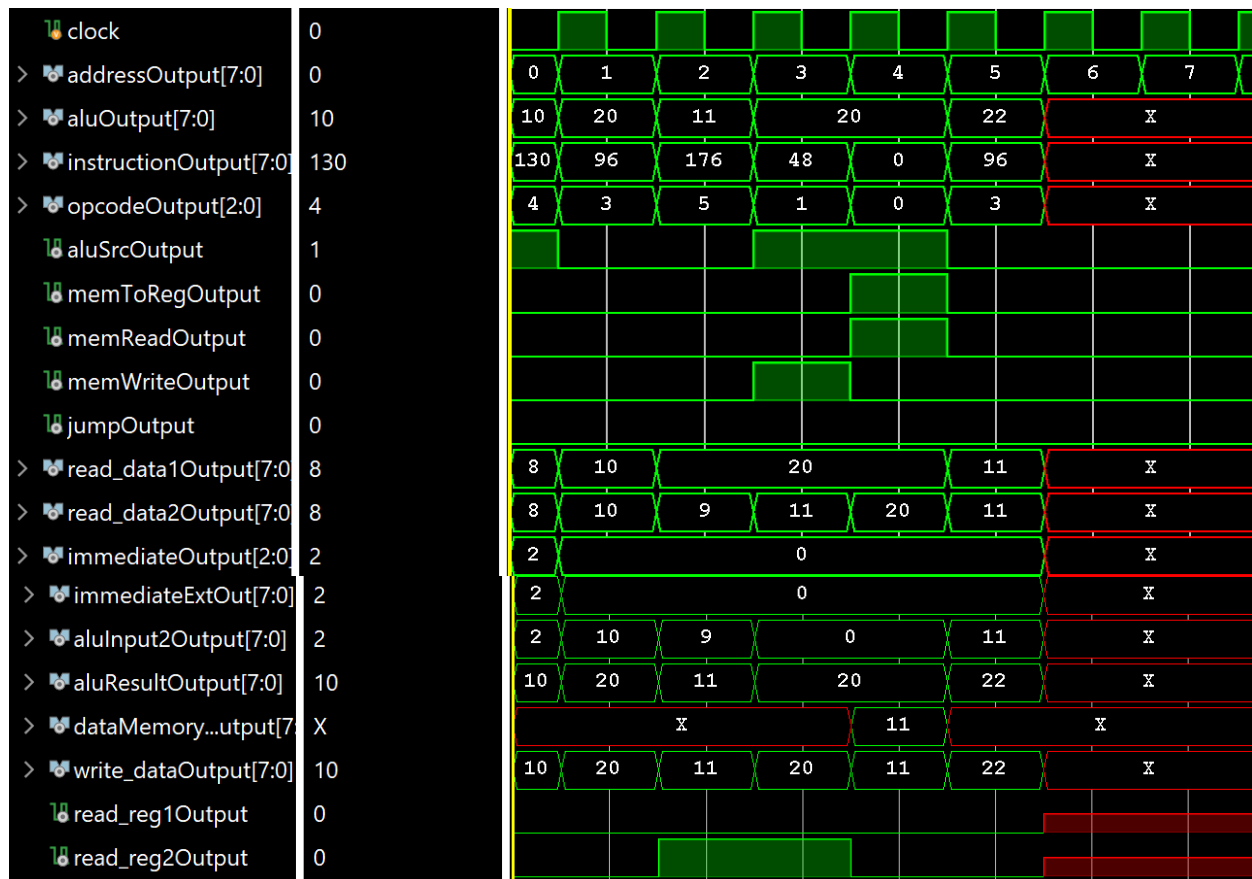 clock 0
addressOutput[7:0] 0 0 1 2 3 4 5 6 7
aluOutput[7:0] 10 10 20 11 20 22 X
instructionOutput[7:0] 130 130 96 176 48 0 96 X
opcodeOutput[2:0] 4 4 3 5 1 0 3 X
aluSrcOutput 1
memToRegOutput 0
memReadOutput 0
memWriteOutput 0
jumpOutput 0
read_data1Output[7:0 8 8 10 20 11 X
read_data2Output[7:0 8 8 10 9 11 20 11 X
immediateOutput[2:0] 2 2 0 X
immediateExtOut[7:0] 2 2 0 X
aluInput2Output[7:0] 2 2 10 9 0 11 X
aluResultOutput[7:0] 10 10 20 11 20 22 X
dataMemory...utput[7: X X 11 X
write_dataOutput[7:0] 10 10 20 11 20 11 22 X
read_reg1Output 0
read_reg2Output 0